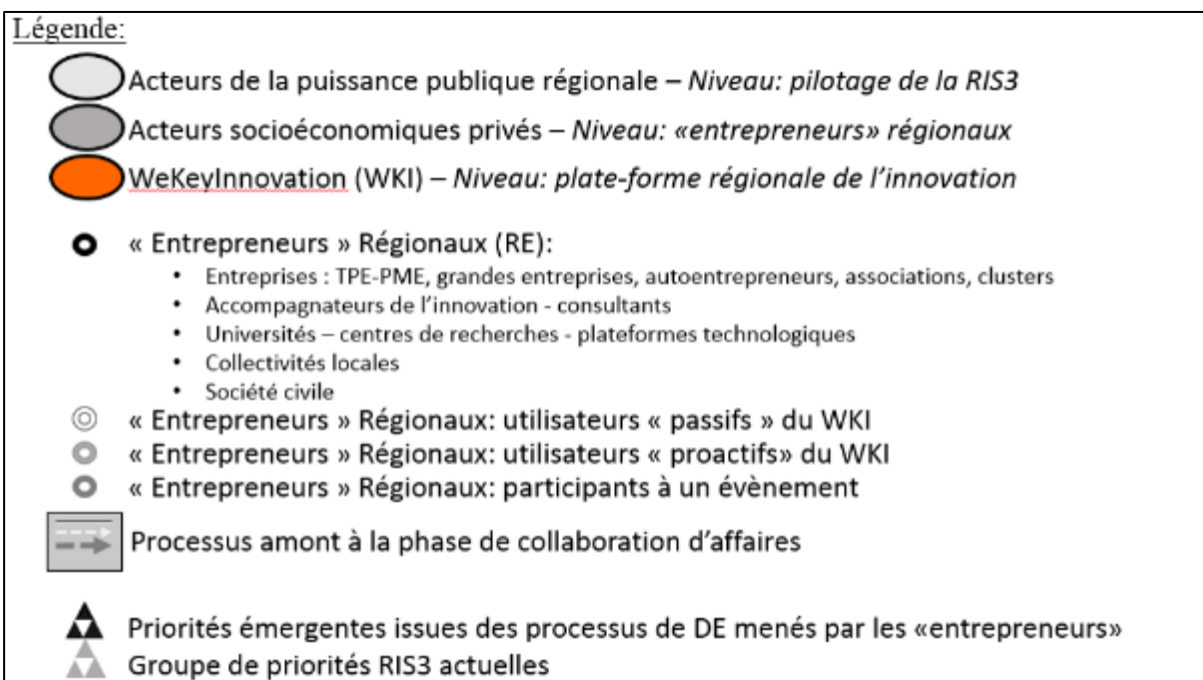 Légende:
Acteurs de la puissance publique régionale – Niveau: pilotage de la RIS3
Acteurs socioéconomiques privés – Niveau: «entrepreneurs» régionaux
WeKeyInnovation (WKI) – Niveau: plate-forme régionale de l'innovation
« Entrepreneurs » Régionaux (RE):
• Entreprises : TPE-PME, grandes entreprises, autoentrepreneurs, associations, clusters
• Accompagnateurs de l'innovation - consultants
• Universités – centres de recherches - plateformes technologiques
• Collectivités locales
• Société civile
« Entrepreneurs » Régionaux: utilisateurs « passifs » du WKI
« Entrepreneurs » Régionaux: utilisateurs « proactifs» du WKI
« Entrepreneurs » Régionaux: participants à un évènement
Processus amont à la phase de collaboration d'affaires
Priorités émergentes issues des processus de DE menés par les «entrepreneurs»
Groupe de priorités RIS3 actuelles